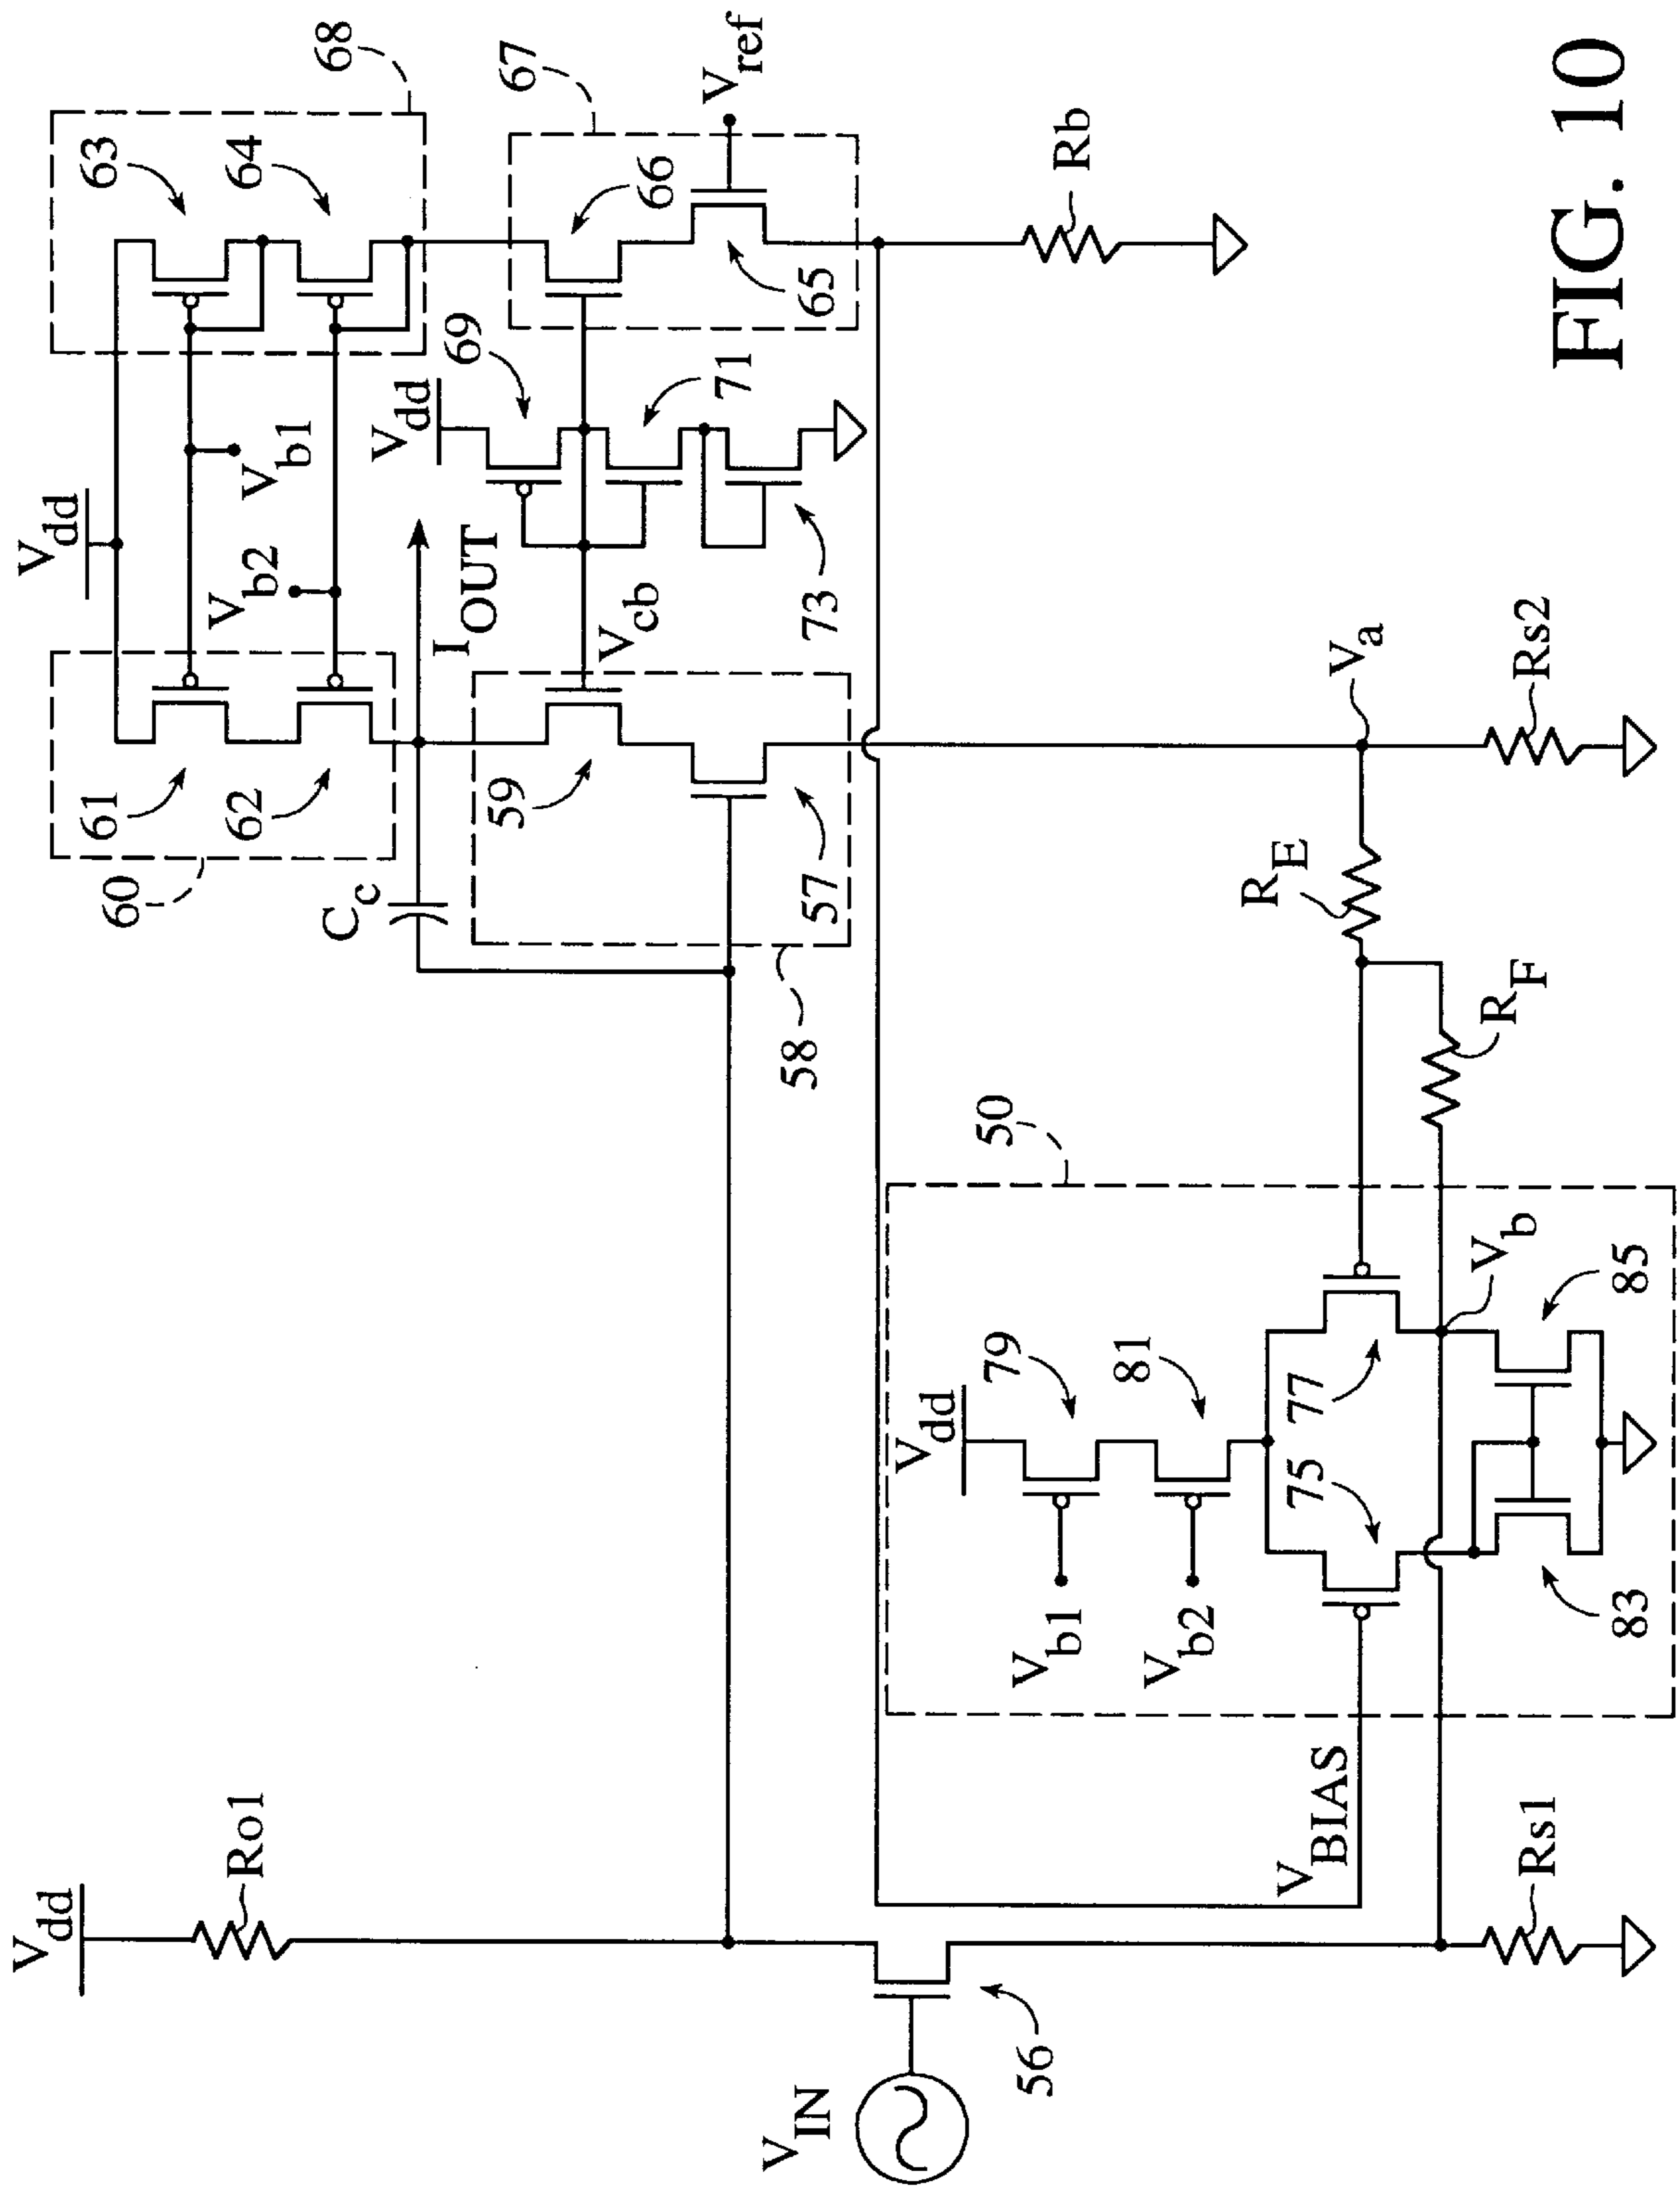 Vdd
Vdd
Ro1
VIN
56
Rs1
VBIAS
50
Vdd
79
81
Vb1
Vb2
75
77
83
85
Vb
RF
RE
Va
Rs2
60
61
62
Cc
58
57
59
IOUT
Vcb
Vb2
Vb1
63
64
68
67
66
65
Vref
Vdd
69
71
73
Rb
FIG. 10